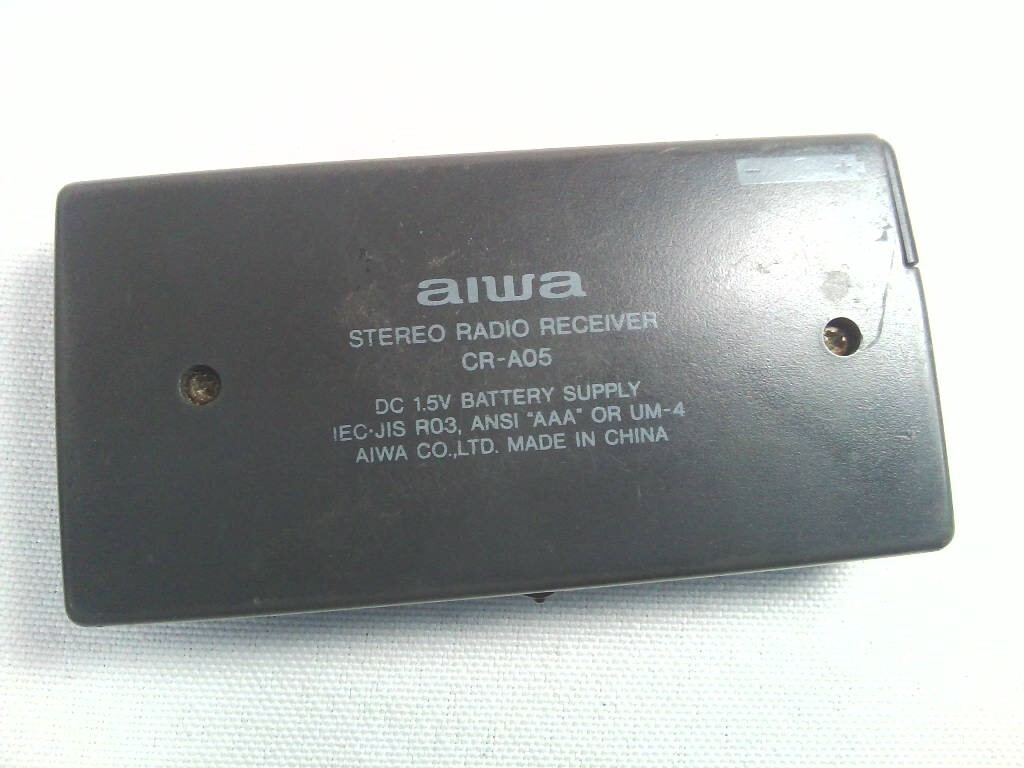 - +
aiwa
STEREO RADIO RECEIVER
CR-A05
DC 1.5V BATTERY SUPPLY
IEC·JIS R03, ANSI "AAA" OR UM-4
AIWA CO.,LTD. MADE IN CHINA